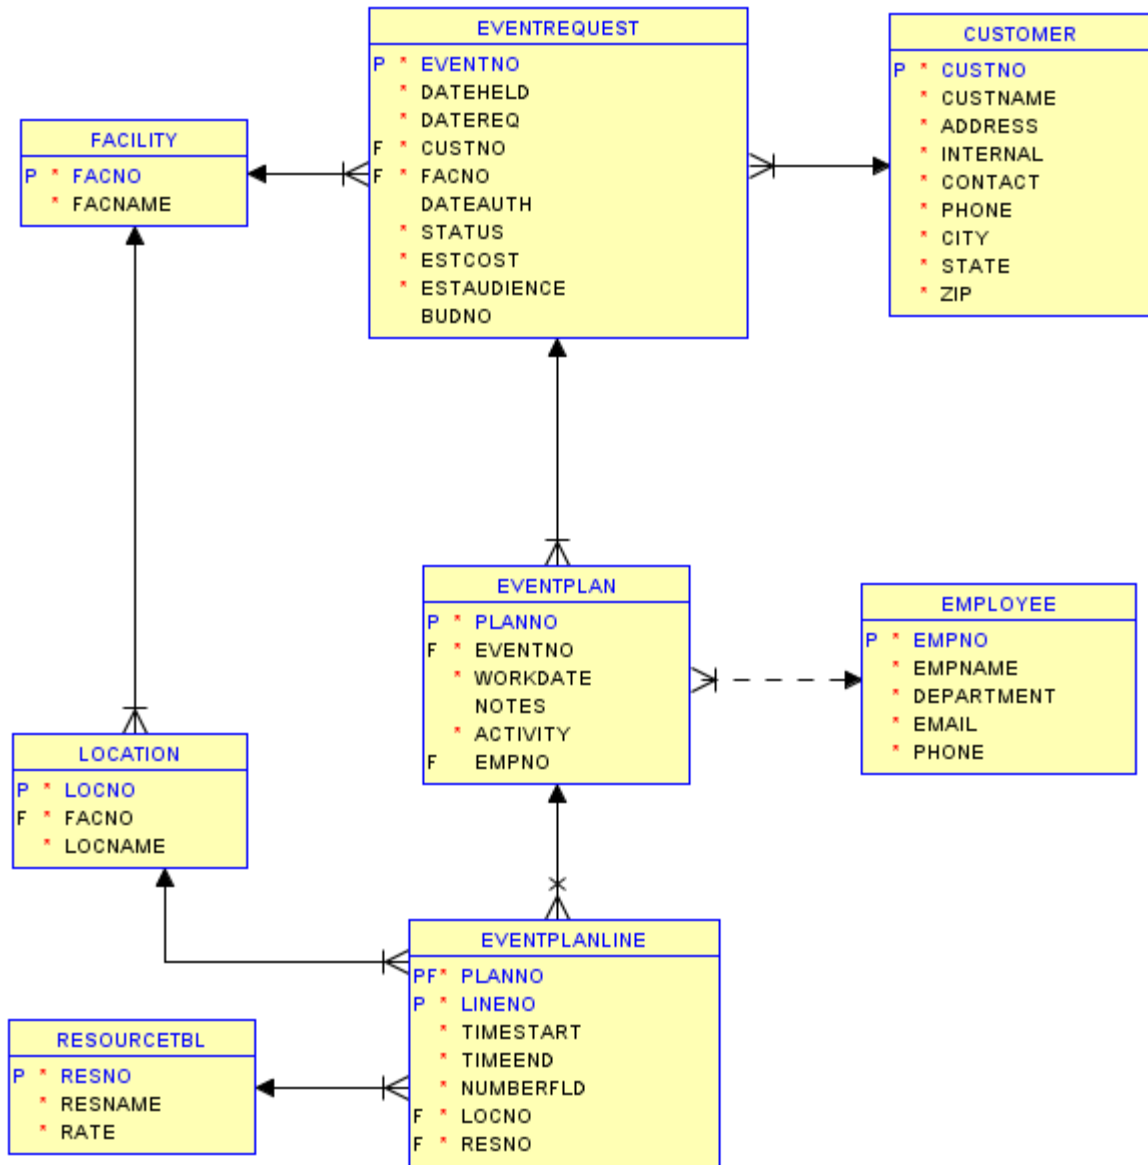 EVENTREQUEST
P * EVENTNO
* DATEHELD
* DATEREQ
F * CUSTNO
F * FACNO
DATEAUTH
* STATUS
* ESTCOST
* ESTAUDIENCE
BUDNO
CUSTOMER
P * CUSTNO
* CUSTNAME
* ADDRESS
* INTERNAL
* CONTACT
* PHONE
* CITY
* STATE
* ZIP
FACILITY
P * FACNO
* FACNAME
EVENTPLAN
P * PLANNO
F * EVENTNO
* WORKDATE
NOTES
* ACTIVITY
F EMPNO
EMPLOYEE
P * EMPNO
* EMPNAME
* DEPARTMENT
* EMAIL
* PHONE
LOCATION
P * LOCNO
F * FACNO
* LOCNAME
EVENTPLANLINE
PF* PLANNO
P * LINENO
* TIMESTART
* TIMEEND
* NUMBERFLD
F * LOCNO
F * RESNO
RESOURCETBL
P * RESNO
* RESNAME
* RATE